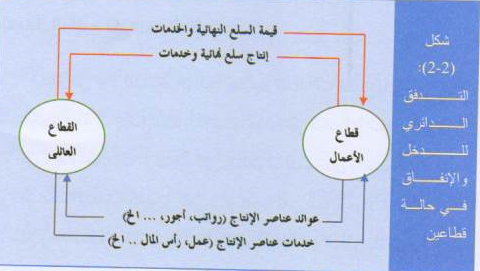 شكل
(2-2):
التدفق
الدائري
للدخل
والإنفاق
في حالة
قطاعين
قيمة السلع النهائية والخدمات
إنتاج سلع نهائية وخدمات
قطاع
الأعمال
القطاع
العائلى
عوائد عناصر الإنتاج (رواتب، أجور، ... الخ)
خدمات عناصر الإنتاج (عمل، رأس المال .. الخ)